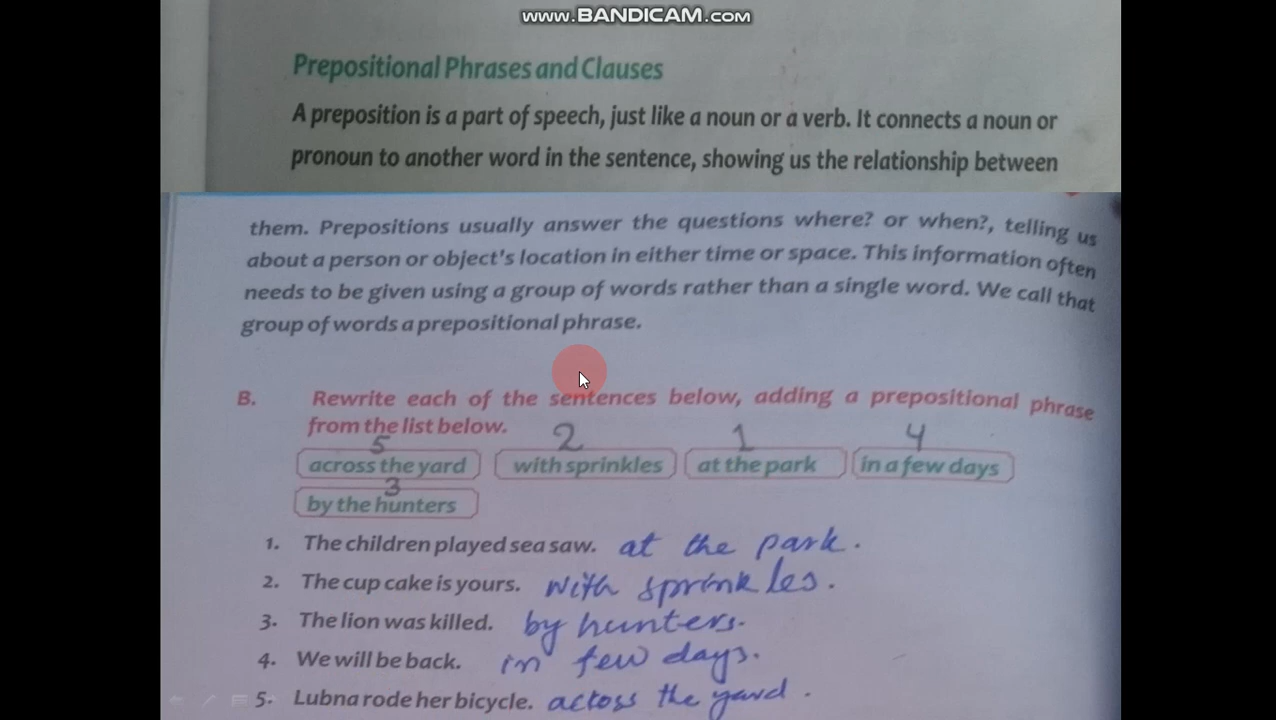 www.BANDICAM.com
Prepositional Phrases and Clauses
A preposition is a part of speech, just like a noun or a verb. It connects a noun or
pronoun to another word in the sentence, showing us the relationship between
them. Prepositions usually answer the questions where? or when?, telling us
about a person or object's location in either time or space. This information often
needs to be given using a group of words rather than a single word. We call that
group of words a prepositional phrase.
B. Rewrite each of the sentences below, adding a prepositional phrase
from the list below.
5 2 1 4
across the yard with sprinkles at the park in a few days
3
by the hunters
1. The children played sea saw. at the park.
2. The cup cake is yours. with sprinkles.
3. The lion was killed. by hunters.
4. We will be back. in few days.
5. Lubna rode her bicycle. across the yard.